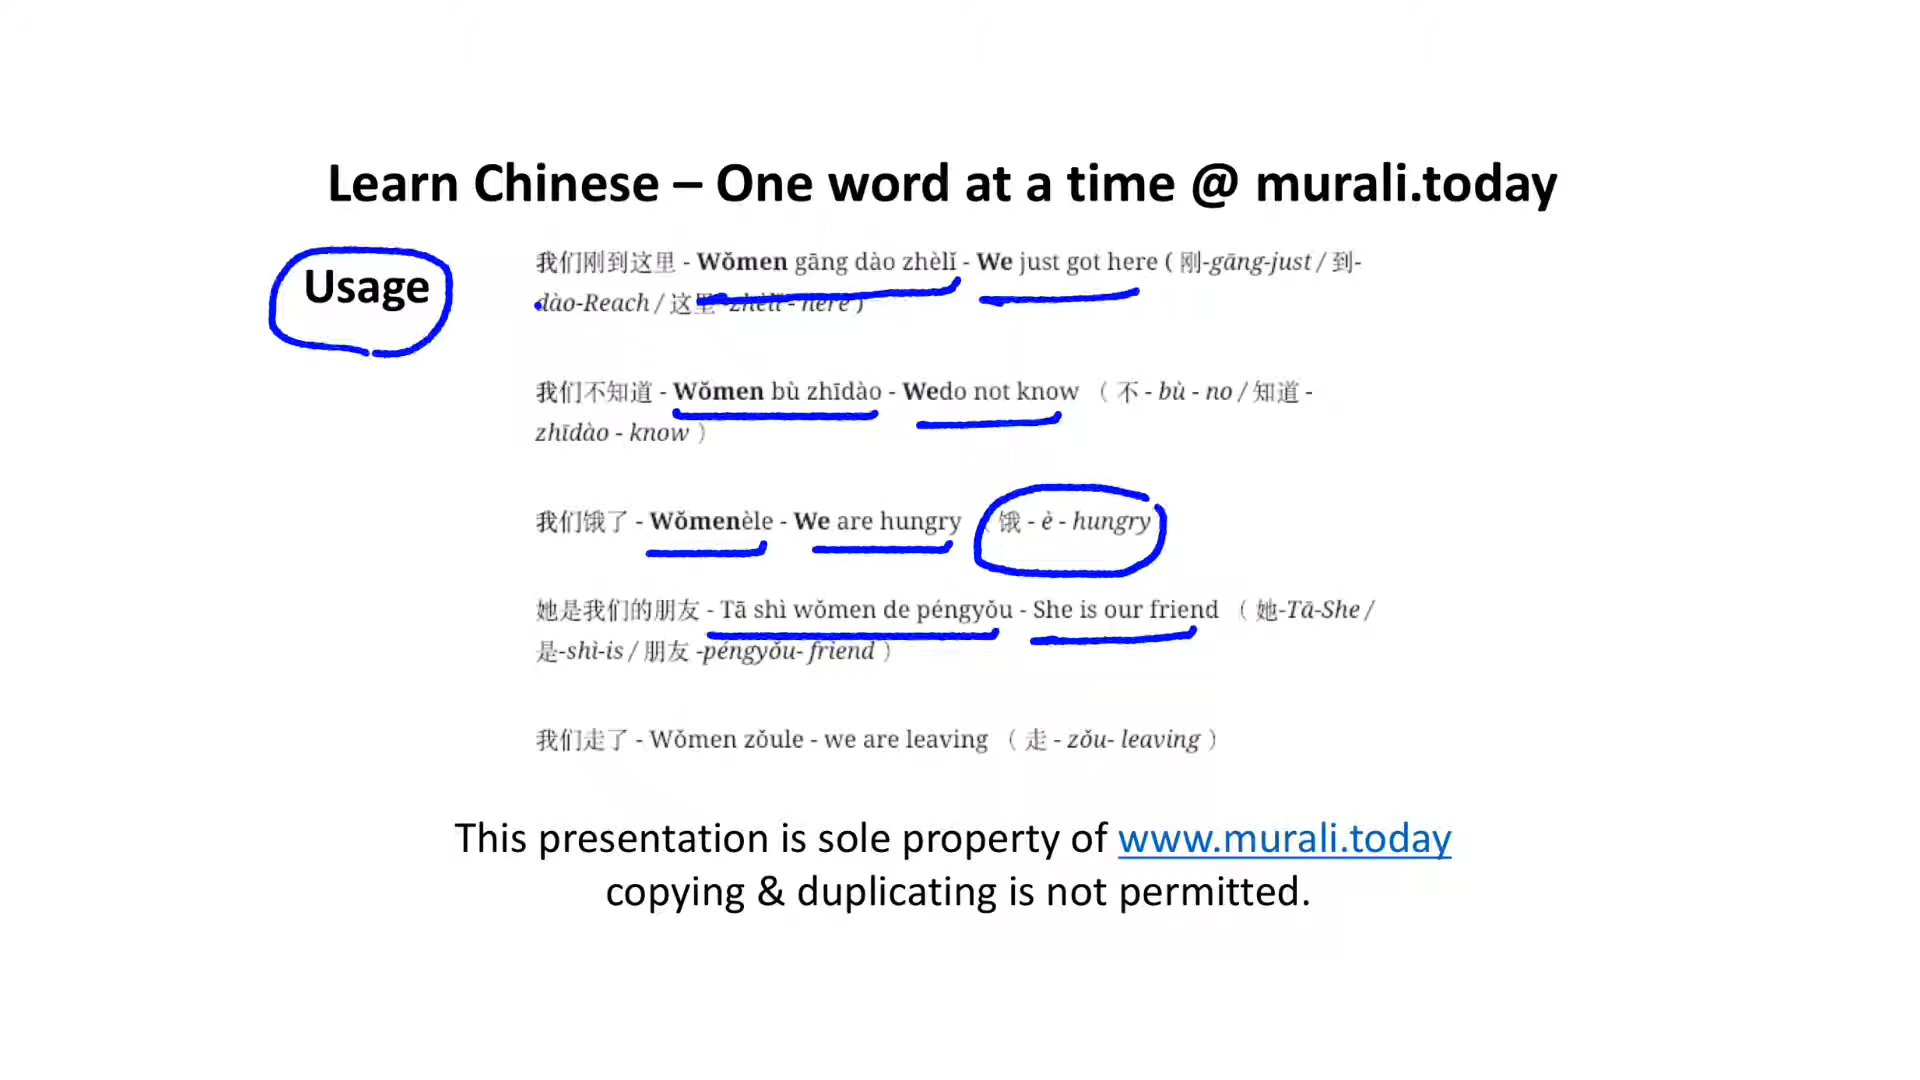 Learn Chinese – One word at a time @ murali.today
Usage
我们刚到这里 - Wǒmen gāng dào zhèlǐ - We just got here ( 刚-gāng-just / 到-
dào-Reach / 这里 -zhèlǐ - here )
我们不知道 - Wǒmen bù zhīdào - Wedo not know （ 不 - bù - no / 知道 -
zhīdào - know ）
我们饿了 - Wǒmenèle - We are hungry （ 饿 - è - hungry
她是我们的朋友 - Tā shì wǒmen de péngyǒu - She is our friend （ 她-Tā-She /
是-shì-is / 朋友 -péngyǒu- friend ）
我们走了 - Wǒmen zǒule - we are leaving （ 走 - zǒu- leaving ）
This presentation is sole property of www.murali.today
copying & duplicating is not permitted.